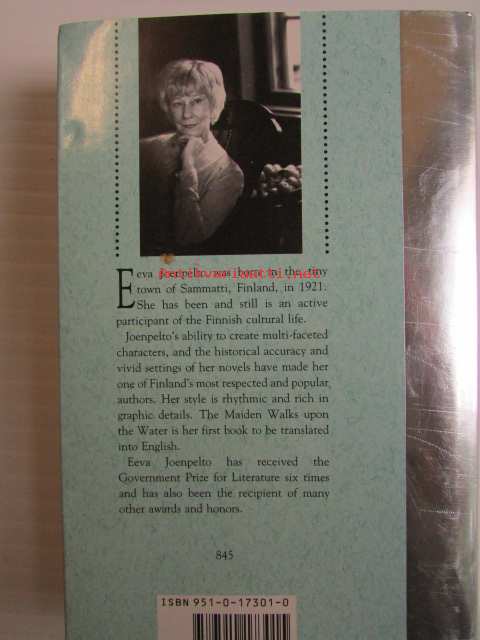 Eeva Joenpelto was born in the tiny
town of Sammatti, Finland, in 1921.
She has been and still is an active
participant of the Finnish cultural life.
Joenpelto's ability to create multi-faceted
characters, and the historical accuracy and
vivid settings of her novels have made her
one of Finland's most respected and popular
authors. Her style is rhythmic and rich in
graphic details. The Maiden Walks upon
the Water is her first book to be translated
into English.
Eeva Joenpelto has received the
Government Prize for Literature six times
and has also been the recipient of many
other awards and honors.
845
ISBN 951-0-17301-0